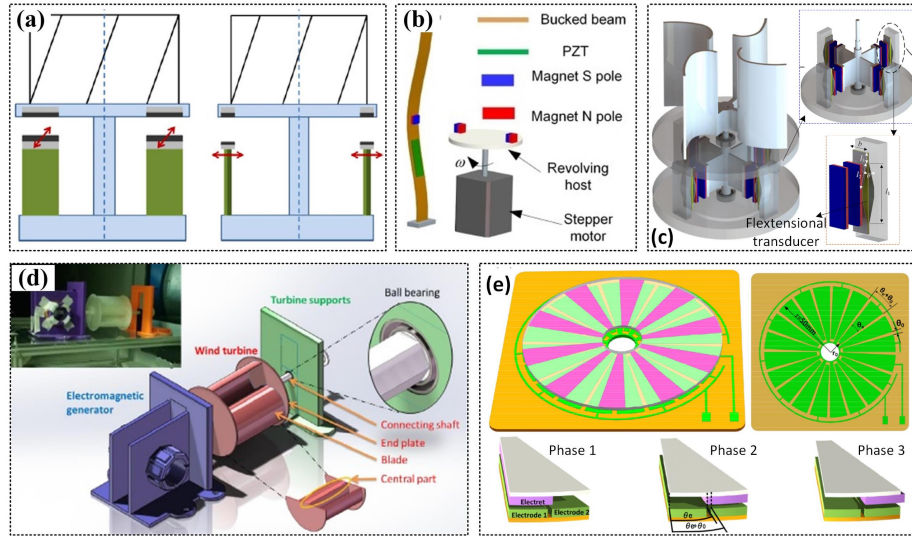 (a)
(b)
Bucked beam
PZT
Magnet S pole
Magnet N pole
ω
Revolving
host
Stepper
motor
(c)
Flextensional
transducer
(d)
Turbine supports
Ball bearing
Wind turbine
Electromagnetic
generator
Connecting shaft
End plate
Blade
Central part
(e)
r=50mm
r₀
θe
θe+θ0
θ0
Phase 1
Phase 2
Phase 3
Electret
Electrode 1
Electrode 2
θe
θe+θ0